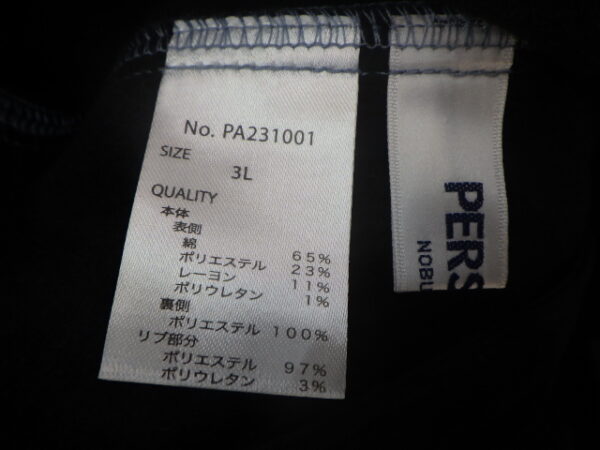 No. PA231001
SIZE
3L
QUALITY
本体
表側
綿 65%
ポリエステル 23%
レーヨン 11%
ポリウレタン 1%
裏側
ポリエステル 100%
リブ部分
ポリエステル 97%
ポリウレタン 3%
PERS
NOBU